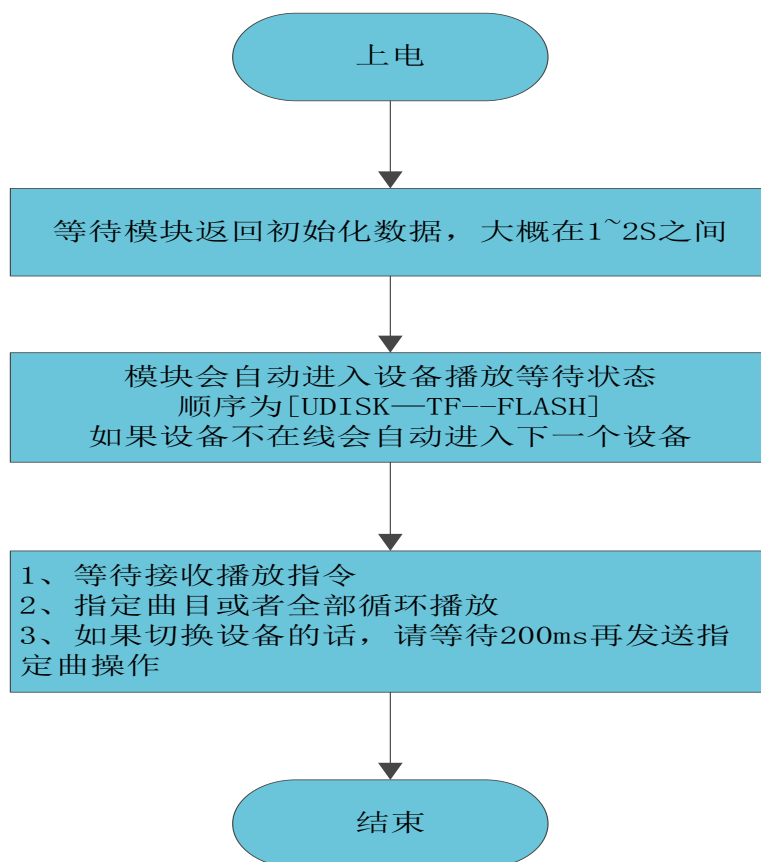 上电
等待模块返回初始化数据，大概在1~2S之间
模块会自动进入设备播放等待状态
顺序为[UDISK—TF--FLASH]
如果设备不在线会自动进入下一个设备
1、等待接收播放指令
2、指定曲目或者全部循环播放
3、如果切换设备的话，请等待200ms再发送指
定曲操作
结束